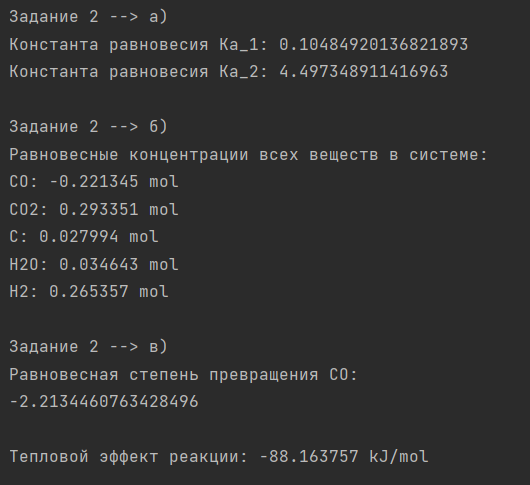 Задание 2 --> а)
Константа равновесия Ka_1: 0.10484920136821893
Константа равновесия Ka_2: 4.497348911416963
Задание 2 --> б)
Равновесные концентрации всех веществ в системе:
CO: -0.221345 mol
CO2: 0.293351 mol
C: 0.027994 mol
H2O: 0.034643 mol
H2: 0.265357 mol
Задание 2 --> в)
Равновесная степень превращения CO:
-2.2134460763428496
Тепловой эффект реакции: -88.163757 kJ/mol